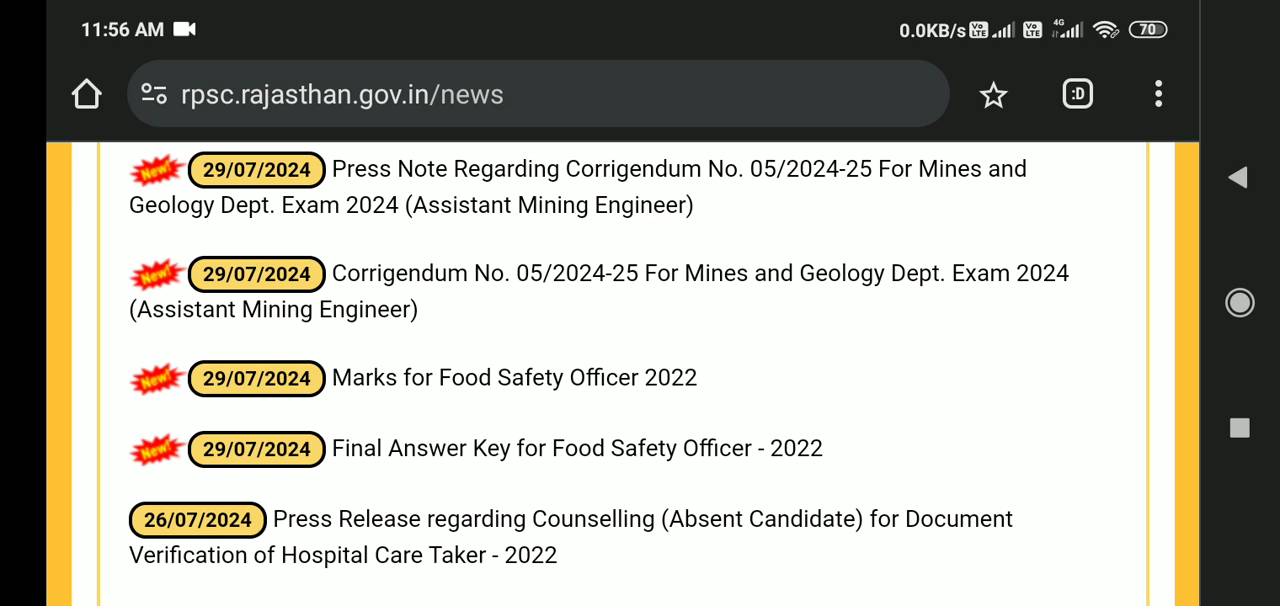 11:56 AM 0.0KB/s Vo LTE Vo LTE 4G 70
rpsc.rajasthan.gov.in/news :D
New! 29/07/2024 Press Note Regarding Corrigendum No. 05/2024-25 For Mines and
Geology Dept. Exam 2024 (Assistant Mining Engineer)
New! 29/07/2024 Corrigendum No. 05/2024-25 For Mines and Geology Dept. Exam 2024
(Assistant Mining Engineer)
New! 29/07/2024 Marks for Food Safety Officer 2022
New! 29/07/2024 Final Answer Key for Food Safety Officer - 2022
26/07/2024 Press Release regarding Counselling (Absent Candidate) for Document
Verification of Hospital Care Taker - 2022